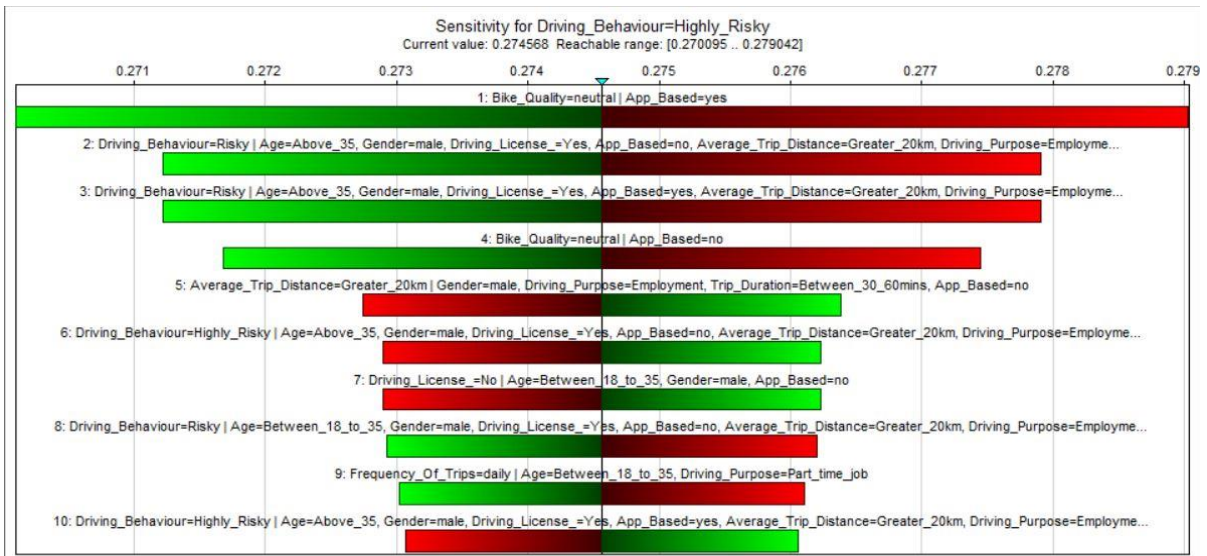 Sensitivity for Driving_Behaviour=Highly_Risky
Current value: 0.274568 Reachable range: [0.270095 .. 0.279042]
0.271 0.272 0.273 0.274 0.275 0.276 0.277 0.278 0.279
1: Bike_Quality=neutral | App_Based=yes
2: Driving_Behaviour=Risky | Age=Above_35, Gender=male, Driving_License_=Yes, App_Based=no, Average_Trip_Distance=Greater_20km, Driving_Purpose=Employme...
3: Driving_Behaviour=Risky | Age=Above_35, Gender=male, Driving_License_=Yes, App_Based=yes, Average_Trip_Distance=Greater_20km, Driving_Purpose=Employme...
4: Bike_Quality=neutral | App_Based=no
5: Average_Trip_Distance=Greater_20km | Gender=male, Driving_Purpose=Employment, Trip_Duration=Between_30_60mins, App_Based=no
6: Driving_Behaviour=Highly_Risky | Age=Above_35, Gender=male, Driving_License_=Yes, App_Based=no, Average_Trip_Distance=Greater_20km, Driving_Purpose=Employme...
7: Driving_License_=No | Age=Between_18_to_35, Gender=male, App_Based=no
8: Driving_Behaviour=Risky | Age=Between_18_to_35, Gender=male, Driving_License_=Yes, App_Based=no, Average_Trip_Distance=Greater_20km, Driving_Purpose=Employme...
9: Frequency_Of_Trips=daily | Age=Between_18_to_35, Driving_Purpose=Part_time_job
10: Driving_Behaviour=Highly_Risky | Age=Above_35, Gender=male, Driving_License_=Yes, App_Based=yes, Average_Trip_Distance=Greater_20km, Driving_Purpose=Employme...